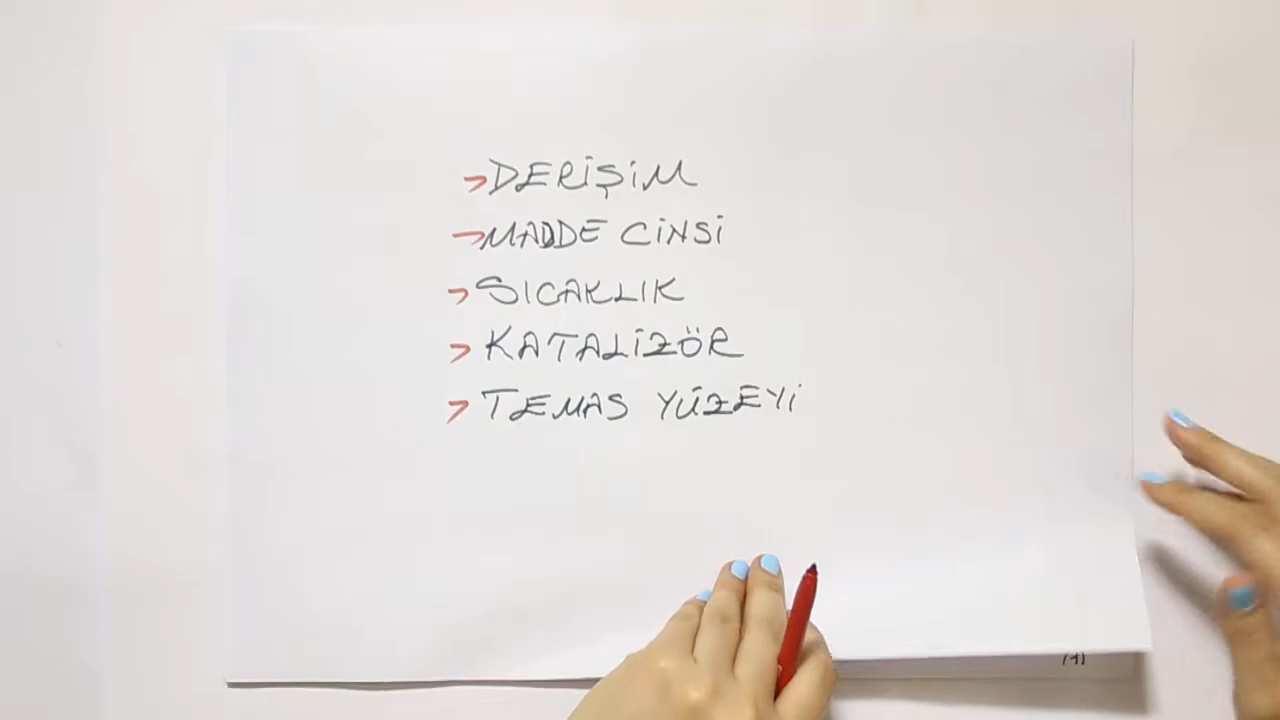 DERİŞİM
MADDE CİNSİ
SICAKLIK
KATALİZÖR
TEMAS YÜZEYİ